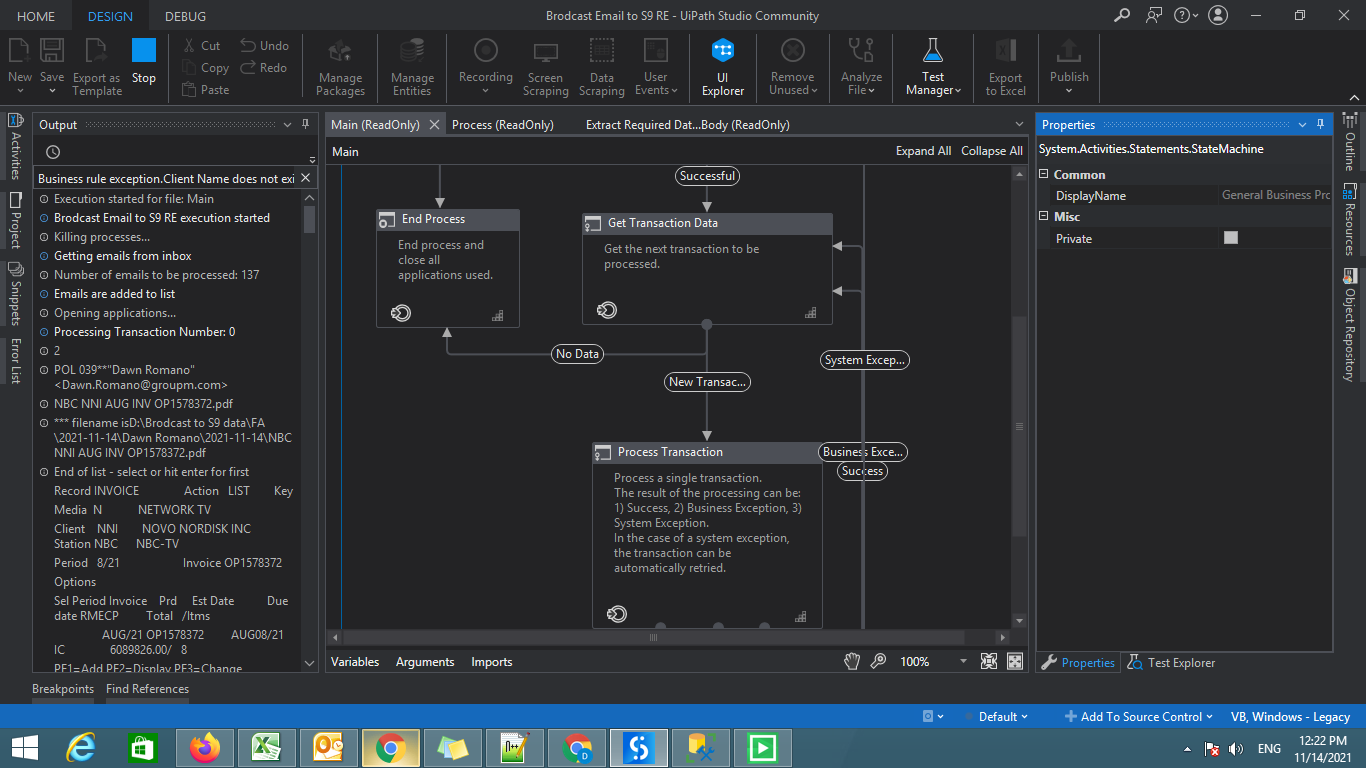 HOME DESIGN DEBUG
Brodcast Email to S9 RE - UiPath Studio Community
New Save Export as Template Stop
Cut Undo
Copy Redo
Paste
Manage Packages
Manage Entities
Recording
Screen Scraping
Data Scraping
User Events
UI Explorer
Remove Unused
Analyze File
Test Manager
Export to Excel
Publish
Activities
Project
Snippets
Error List
Output
Business rule exception.Client Name does not exi
Execution started for file: Main
Brodcast Email to S9 RE execution started
Killing processes...
Getting emails from inbox
Number of emails to be processed: 137
Emails are added to list
Opening applications...
Processing Transaction Number: 0
2
POL 039**"Dawn Romano"
<Dawn.Romano@groupm.com>
NBC NNI AUG INV OP1578372.pdf
*** filename isD:\Brodcast to S9 data\FA
\2021-11-14\Dawn Romano\2021-11-14\NBC
NNI AUG INV OP1578372.pdf
End of list - select or hit enter for first
Record INVOICE Action LIST Key
Media N NETWORK TV
Client NNI NOVO NORDISK INC
Station NBC NBC-TV
Period 8/21 Invoice OP1578372
Options
Sel Period Invoice Prd Est Date Due
date RMECP Total /Itms
AUG/21 OP1578372 AUG08/21
IC 6089826.00/ 8
PF1=Add PF2=Display PF3=Change
Breakpoints Find References
Main (ReadOnly) Process (ReadOnly) Extract Required Dat...Body (ReadOnly)
Main Expand All Collapse All
Successful
End Process
End process and
close all
applications used.
Get Transaction Data
Get the next transaction to be
processed.
No Data
System Excep...
New Transac...
Process Transaction
Process a single transaction.
The result of the processing can be:
1) Success, 2) Business Exception, 3)
System Exception.
In the case of a system exception,
the transaction can be
automatically retried.
Business Exce...
Success
Variables Arguments Imports 100%
Properties
System.Activities.Statements.StateMachine
Common
DisplayName General Business Pro
Misc
Private
Properties Test Explorer
Outline
Resources
Object Repository
Default Add To Source Control VB, Windows - Legacy
ENG
12:22 PM
11/14/2021